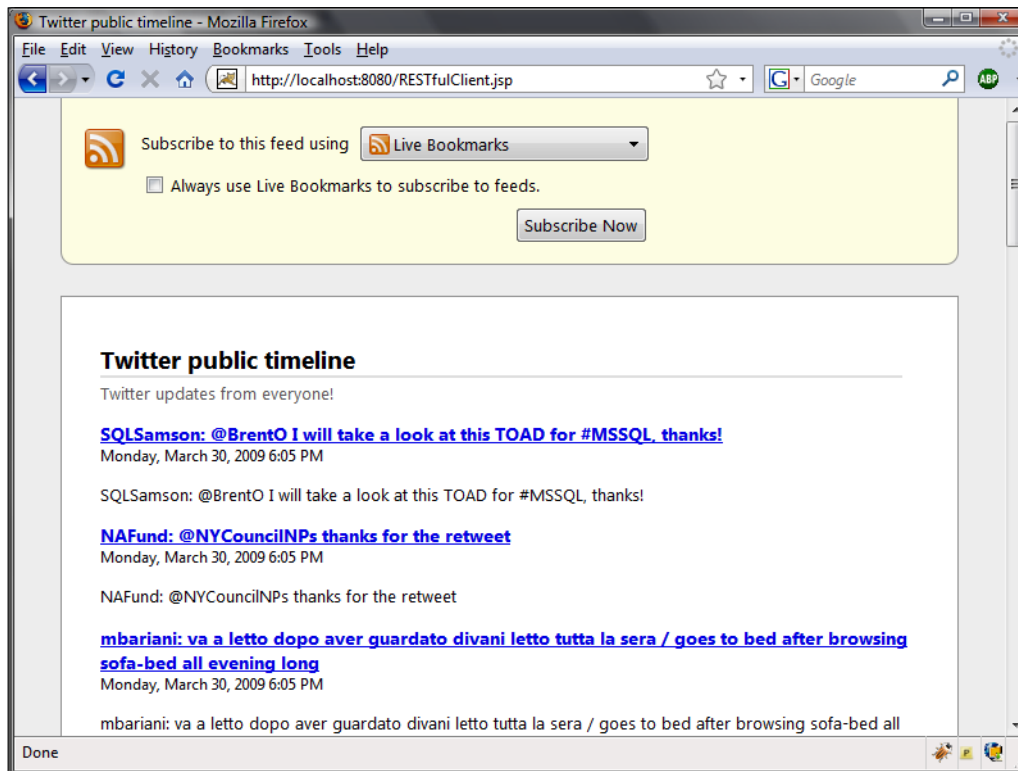 Twitter public timeline - Mozilla Firefox
File Edit View History Bookmarks Tools Help
http://localhost:8080/RESTfulClient.jsp
G Google
ABP
Subscribe to this feed using Live Bookmarks
Always use Live Bookmarks to subscribe to feeds.
Subscribe Now
Twitter public timeline
Twitter updates from everyone!
SQLSamson: @BrentO I will take a look at this TOAD for #MSSQL, thanks!
Monday, March 30, 2009 6:05 PM
SQLSamson: @BrentO I will take a look at this TOAD for #MSSQL, thanks!
NAFund: @NYCouncilNPs thanks for the retweet
Monday, March 30, 2009 6:05 PM
NAFund: @NYCouncilNPs thanks for the retweet
mbariani: va a letto dopo aver guardato divani letto tutta la sera / goes to bed after browsing
sofa-bed all evening long
Monday, March 30, 2009 6:05 PM
mbariani: va a letto dopo aver guardato divani letto tutta la sera / goes to bed after browsing sofa-bed all
Done